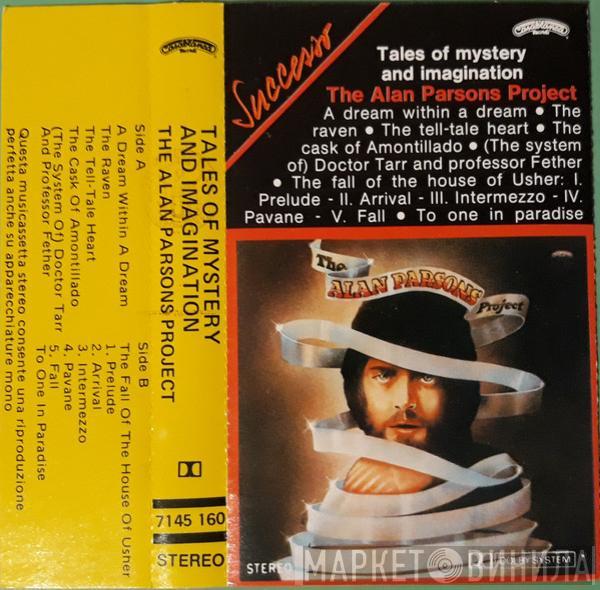 Casablanca
Records
Successo
Tales of mystery
and imagination
The Alan Parsons Project
A dream within a dream • The
raven • The tell-tale heart • The
cask of Amontillado • (The system
of) Doctor Tarr and professor Fether
• The fall of the house of Usher: I.
Prelude - II. Arrival - III. Intermezzo - IV.
Pavane - V. Fall • To one in paradise
The
ALAN PARSONS
Project
STEREO
DOLBY SYSTEM
МАРКЕТ ВИНИЛА
Casablanca
Records
TALES OF MYSTERY
AND IMAGINATION
THE ALAN PARSONS PROJECT
7145 160
STEREO
Side A
A Dream Within A Dream
The Raven
The Tell-Tale Heart
The Cask Of Amontillado
(The System Of) Doctor Tarr
And Professor Fether
Side B
The Fall Of The House Of Usher
1. Prelude
2. Arrival
3. Intermezzo
4. Pavane
5. Fall
To One In Paradise
Questa musicassetta stereo consente una riproduzione
perfetta anche su apparecchiature mono